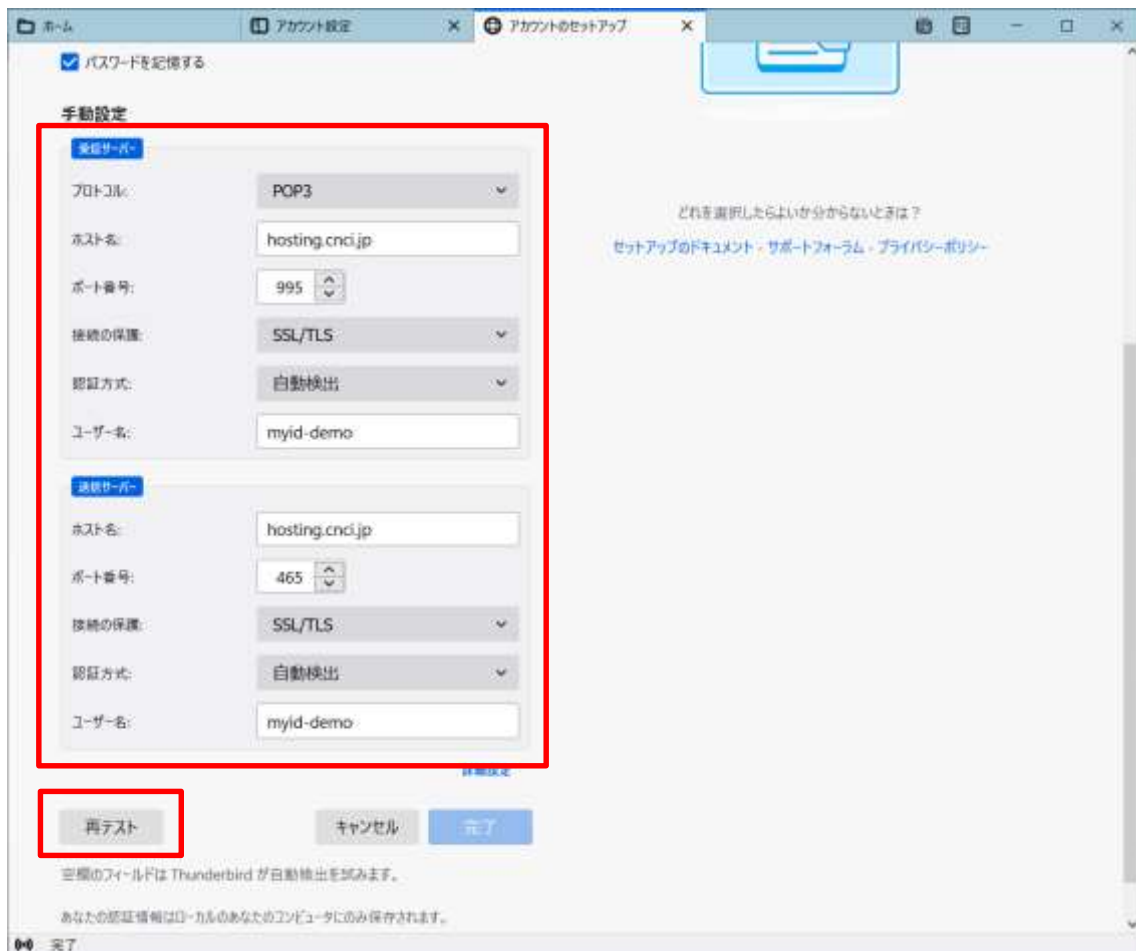 ホーム アカウント設定 アカウントのセットアップ
パスワードを記憶する
手動設定
受信サーバー
プロトコル: POP3
ホスト名: hosting.cnci.jp
ポート番号: 995
接続の保護: SSL/TLS
認証方式: 自動検出
ユーザー名: myid-demo
送信サーバー
ホスト名: hosting.cnci.jp
ポート番号: 465
接続の保護: SSL/TLS
認証方式: 自動検出
ユーザー名: myid-demo
詳細設定
再テスト キャンセル 完了
空欄のフィールドは Thunderbird が自動検出を試みます。
あなたの認証情報はローカルのあなたのコンピュータにのみ保存されます。
どれを選択したらよいか分からないときは？
セットアップのドキュメント - サポートフォーラム - プライバシーポリシー
完了